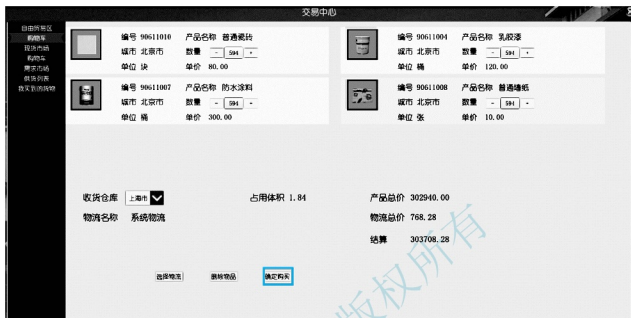 交易中心
自由贸易区
购物车
现货市场
购物车
期货市场
供货列表
我买到的货物
编号 90611010 产品名称 普通瓷砖
城市 北京市 数量 - 594 +
单位 块 单价 80.00
编号 90611004 产品名称 乳胶漆
城市 北京市 数量 - 594 +
单位 桶 单价 120.00
编号 90611007 产品名称 防水涂料
城市 北京市 数量 - 594 +
单位 桶 单价 300.00
编号 90611008 产品名称 普通墙纸
城市 北京市 数量 - 594 +
单位 张 单价 10.00
收货仓库 上海市 占用体积 1.84 产品总价 302940.00
物流名称 系统物流 物流总价 768.28
结算 303708.28
选择物流 删除物品 确定购买
版权所有